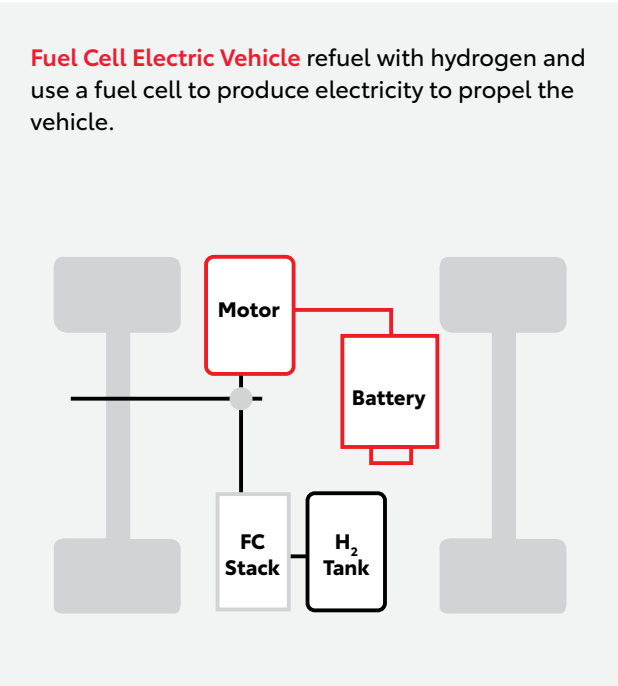 Fuel Cell Electric Vehicle refuel with hydrogen and
use a fuel cell to produce electricity to propel the
vehicle.
Motor
Battery
FC
Stack
H₂
Tank